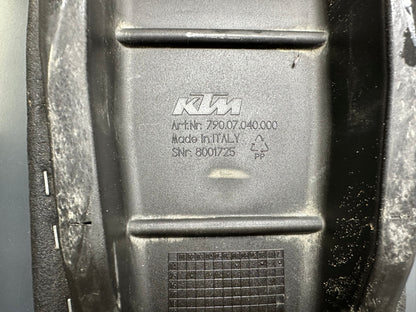 KTM
Art.Nr. 790.07.040.000
Made in ITALY
SNr. 8001725
PP